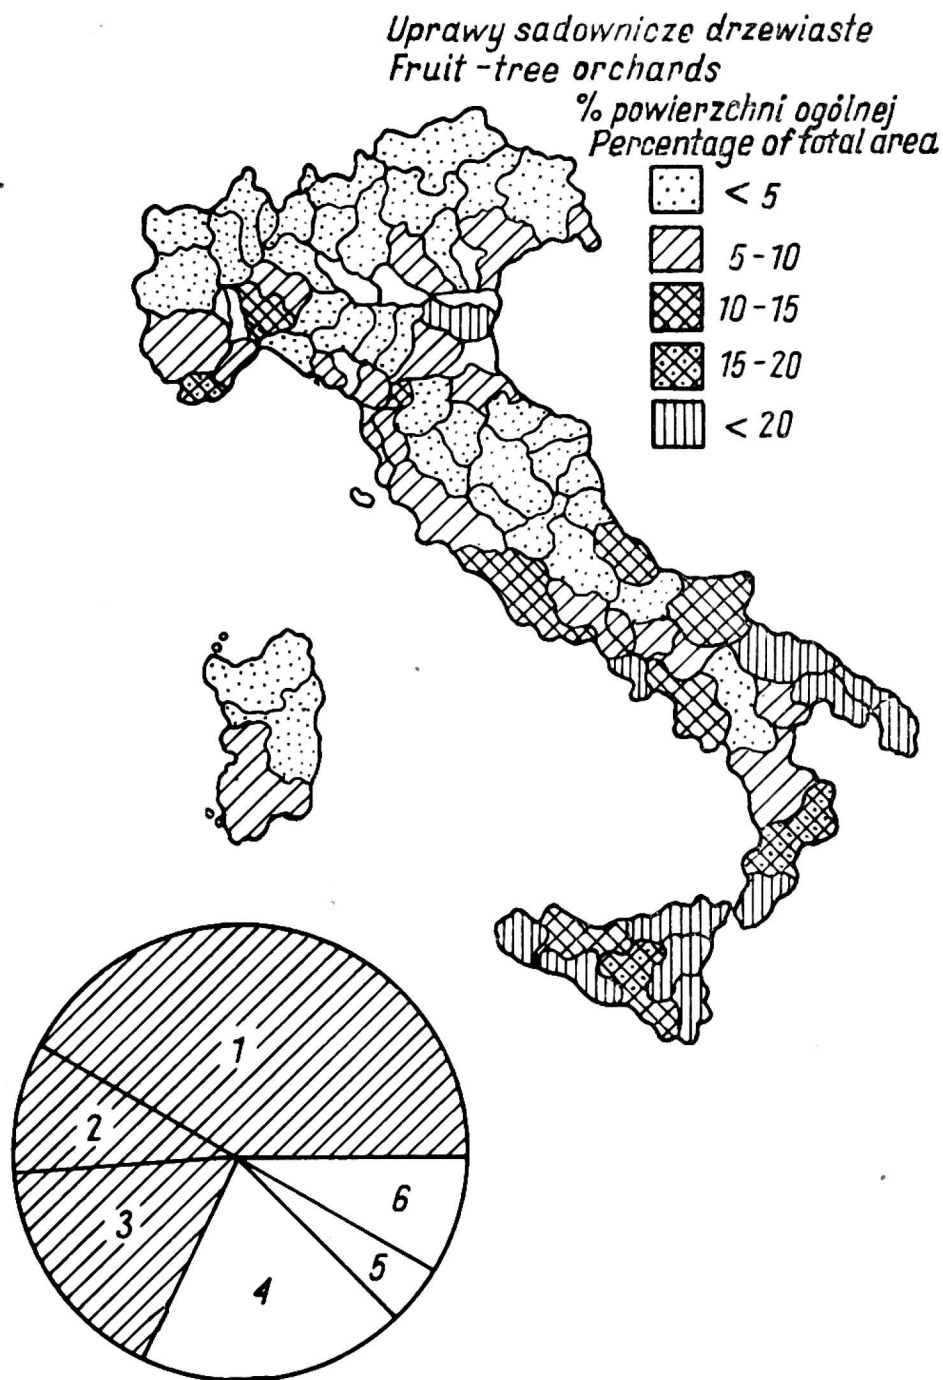 Uprawy sadownicze drzewiaste
Fruit-tree orchards
% powierzchni ogólnej
Percentage of total area
< 5
5-10
10-15
15-20
< 20
1
2
3
4
5
6